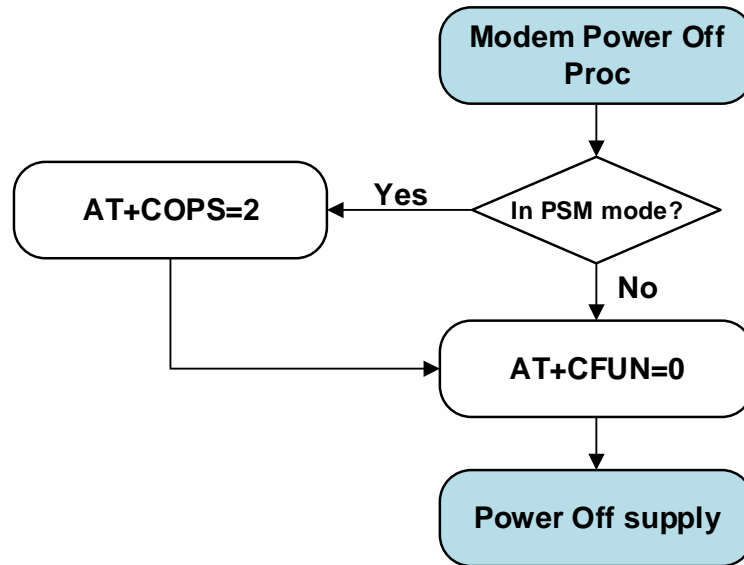 Modem Power Off
Proc
In PSM mode?
Yes
AT+COPS=2
No
AT+CFUN=0
Power Off supply